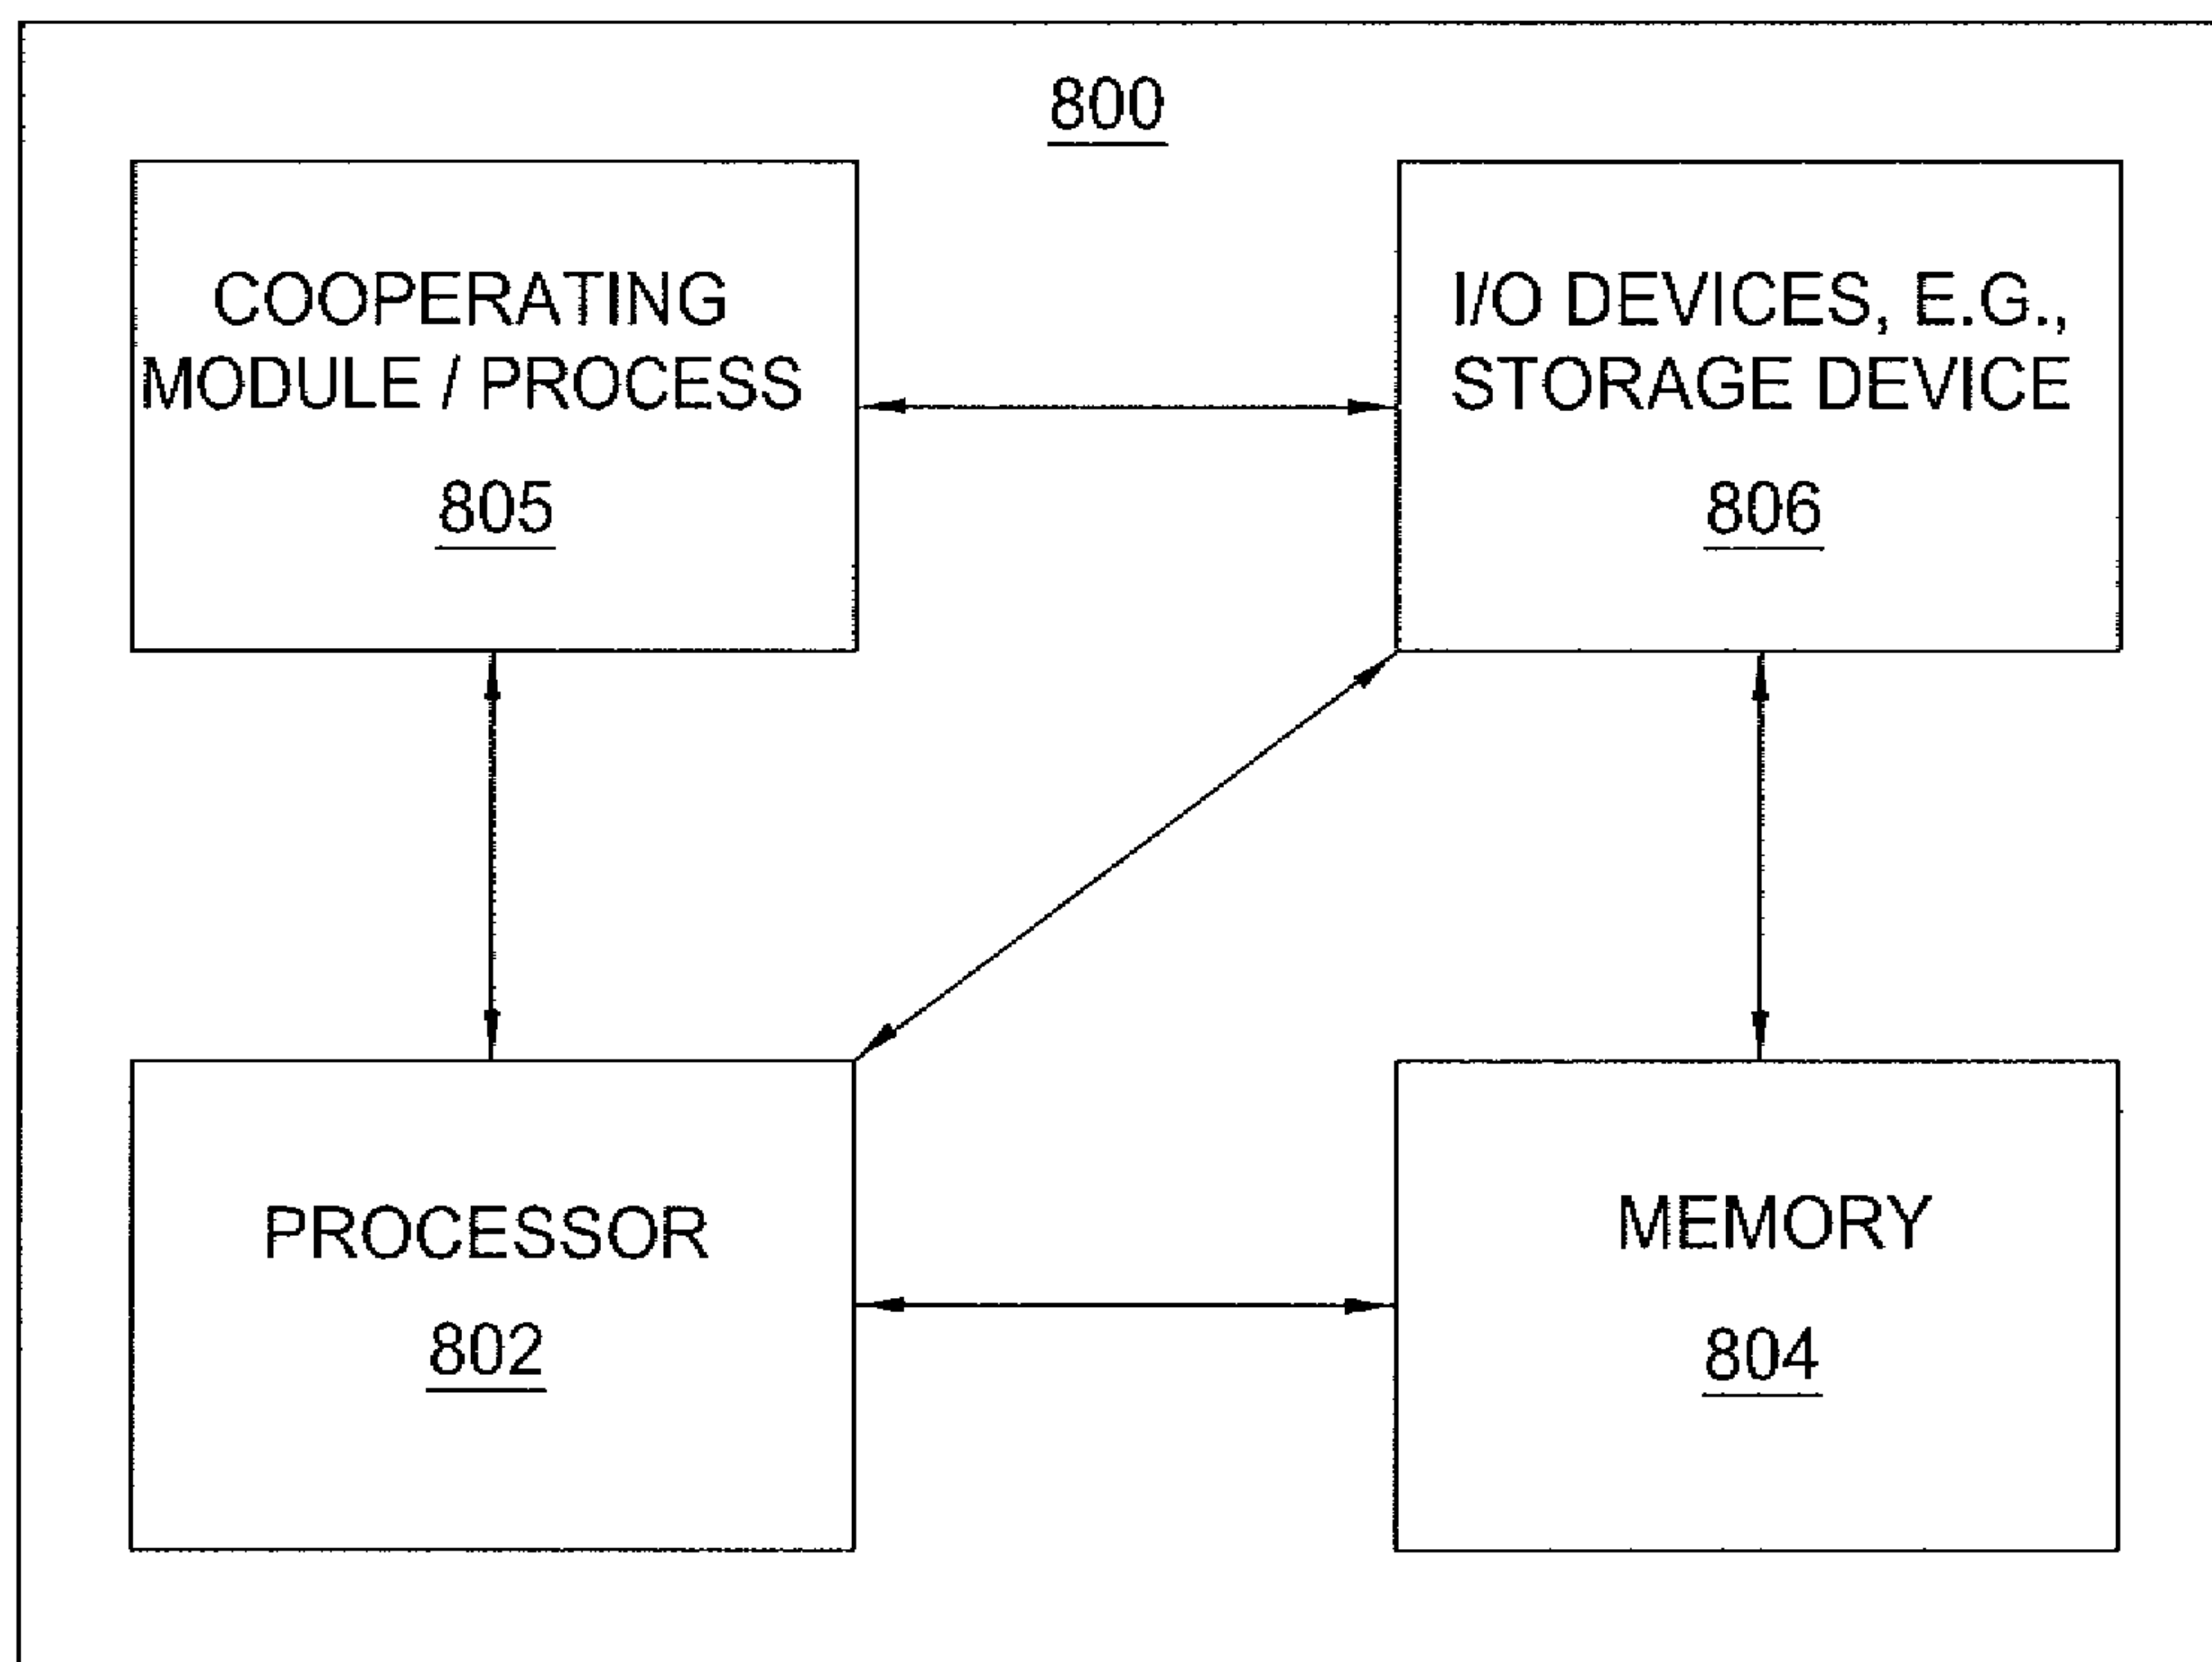 800
COOPERATING
MODULE / PROCESS
805
I/O DEVICES, E.G.,
STORAGE DEVICE
806
PROCESSOR
802
MEMORY
804